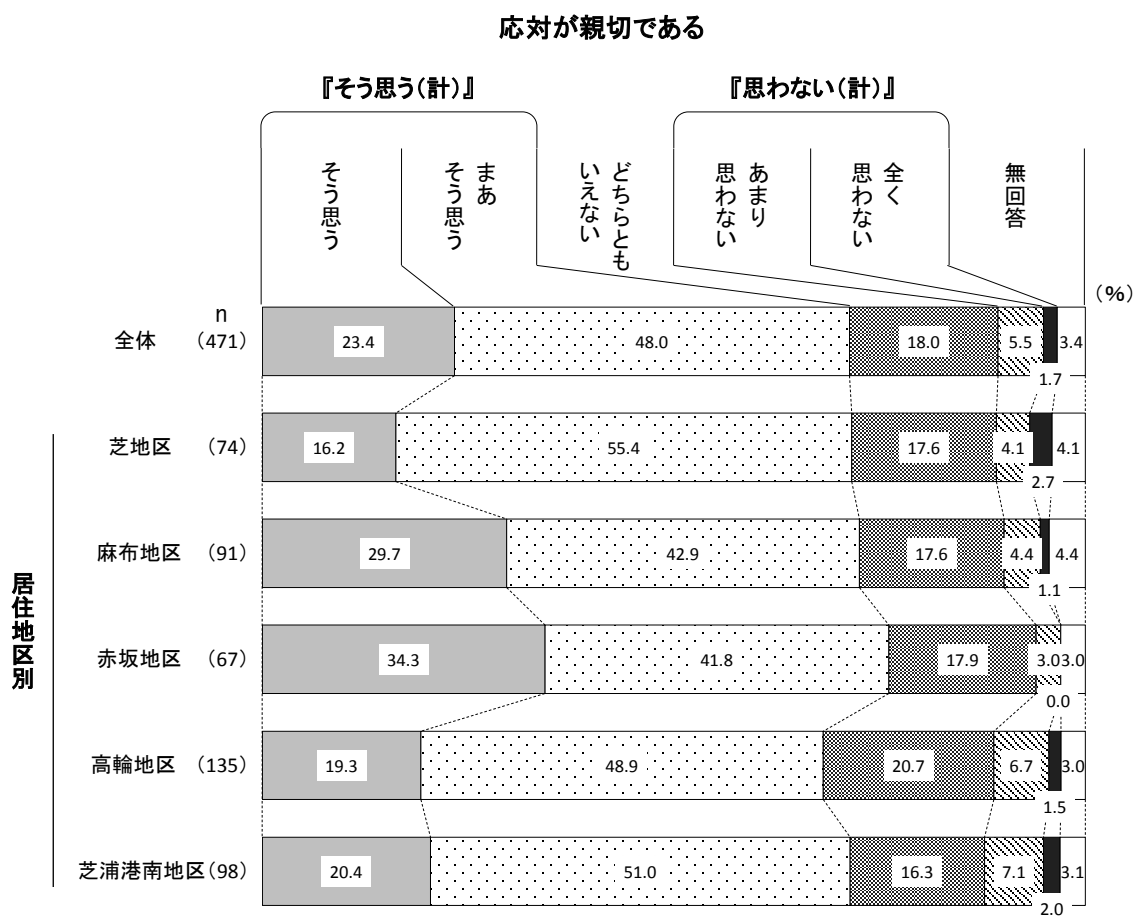 応対が親切である
『そう思う(計)』
『思わない(計)』
そう思う
まあ
そう思う
どちらとも
いえない
あまり
思わない
全く
思わない
無回答
(%)
n
全体 (471) 23.4 48.0 18.0 5.5 3.4
1.7
居住地区別
芝地区 (74) 16.2 55.4 17.6 4.1 4.1
2.7
麻布地区 (91) 29.7 42.9 17.6 4.4 4.4
1.1
赤坂地区 (67) 34.3 41.8 17.9 3.0 3.0
0.0
高輪地区 (135) 19.3 48.9 20.7 6.7 3.0
1.5
芝浦港南地区(98) 20.4 51.0 16.3 7.1 3.1
2.0